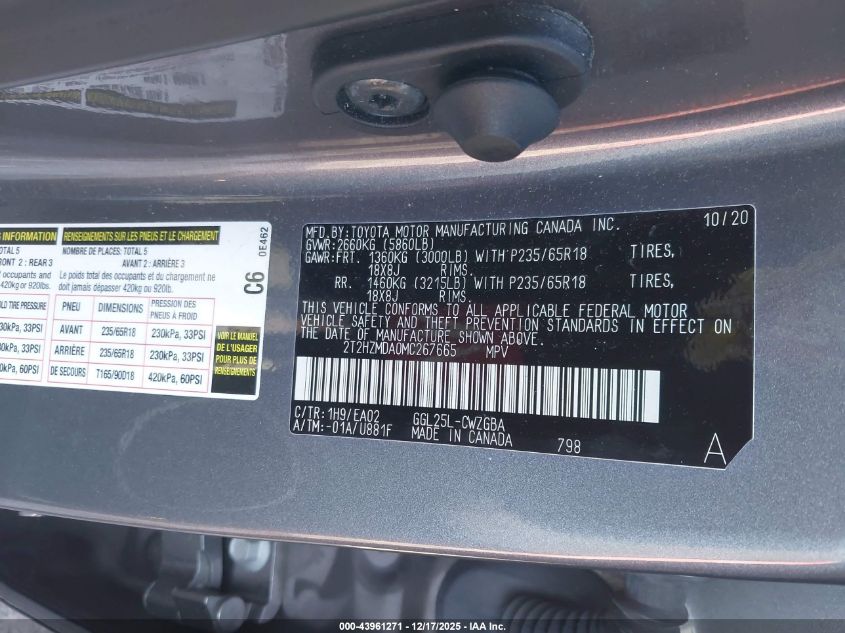 S INFORMATION
OTAL 5
RONT 2 : REAR 3
occupants and
420kg or 920lbs.
LD TIRE PRESSURE
30kPa, 33PSI
30kPa, 33PSI
0kPa, 60PSI
RENSEIGNEMENTS SUR LES PNEUS ET LE CHARGEMENT
NOMBRE DE PLACES: TOTAL 5
AVANT 2 : ARRIÈRE 3
Le poids total des occupants et du chargement ne
doit jamais dépasser 420kg ou 920lb.
PNEU DIMENSIONS PRESSION DES PNEUS À FROID
AVANT 235/65R18 230kPa, 33PSI
ARRIÈRE 235/65R18 230kPa, 33PSI
DE SECOURS T165/90D18 420kPa, 60PSI
VOIR LE MANUEL
DE L'USAGER
POUR PLUS DE
RENSEIGNEMENTS
C6
0E462
MFD.BY:TOYOTA MOTOR MANUFACTURING CANADA INC. 10/20
GVWR:2660KG (5860LB)
GAWR:FRT. 1360KG (3000LB) WITH P235/65R18 TIRES,
18X8J RIMS.
RR. 1460KG (3215LB) WITH P235/65R18 TIRES,
18X8J RIMS.
THIS VEHICLE CONFORMS TO ALL APPLICABLE FEDERAL MOTOR
VEHICLE SAFETY AND THEFT PREVENTION STANDARDS IN EFFECT ON
THE DATE OF MANUFACTURE SHOWN ABOVE.
2T2HZMDA0MC267665 MPV
C/TR: 1H9/EA02 GGL25L-CWZGBA
A/TM:-01A/U881F MADE IN CANADA 798
A
000-43961271 - 12/17/2025 - IAA Inc.